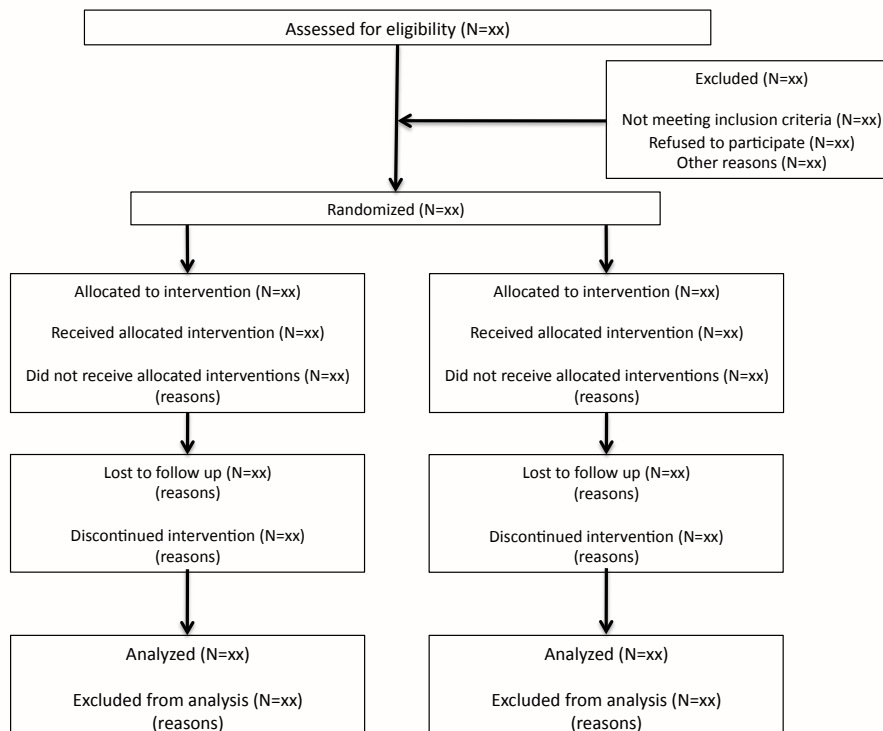 Assessed for eligibility (N=xx)
Excluded (N=xx)
Not meeting inclusion criteria (N=xx)
Refused to participate (N=xx)
Other reasons (N=xx)
Randomized (N=xx)
Allocated to intervention (N=xx)
Received allocated intervention (N=xx)
Did not receive allocated interventions (N=xx)
(reasons)
Allocated to intervention (N=xx)
Received allocated intervention (N=xx)
Did not receive allocated interventions (N=xx)
(reasons)
Lost to follow up (N=xx)
(reasons)
Discontinued intervention (N=xx)
(reasons)
Lost to follow up (N=xx)
(reasons)
Discontinued intervention (N=xx)
(reasons)
Analyzed (N=xx)
Excluded from analysis (N=xx)
(reasons)
Analyzed (N=xx)
Excluded from analysis (N=xx)
(reasons)